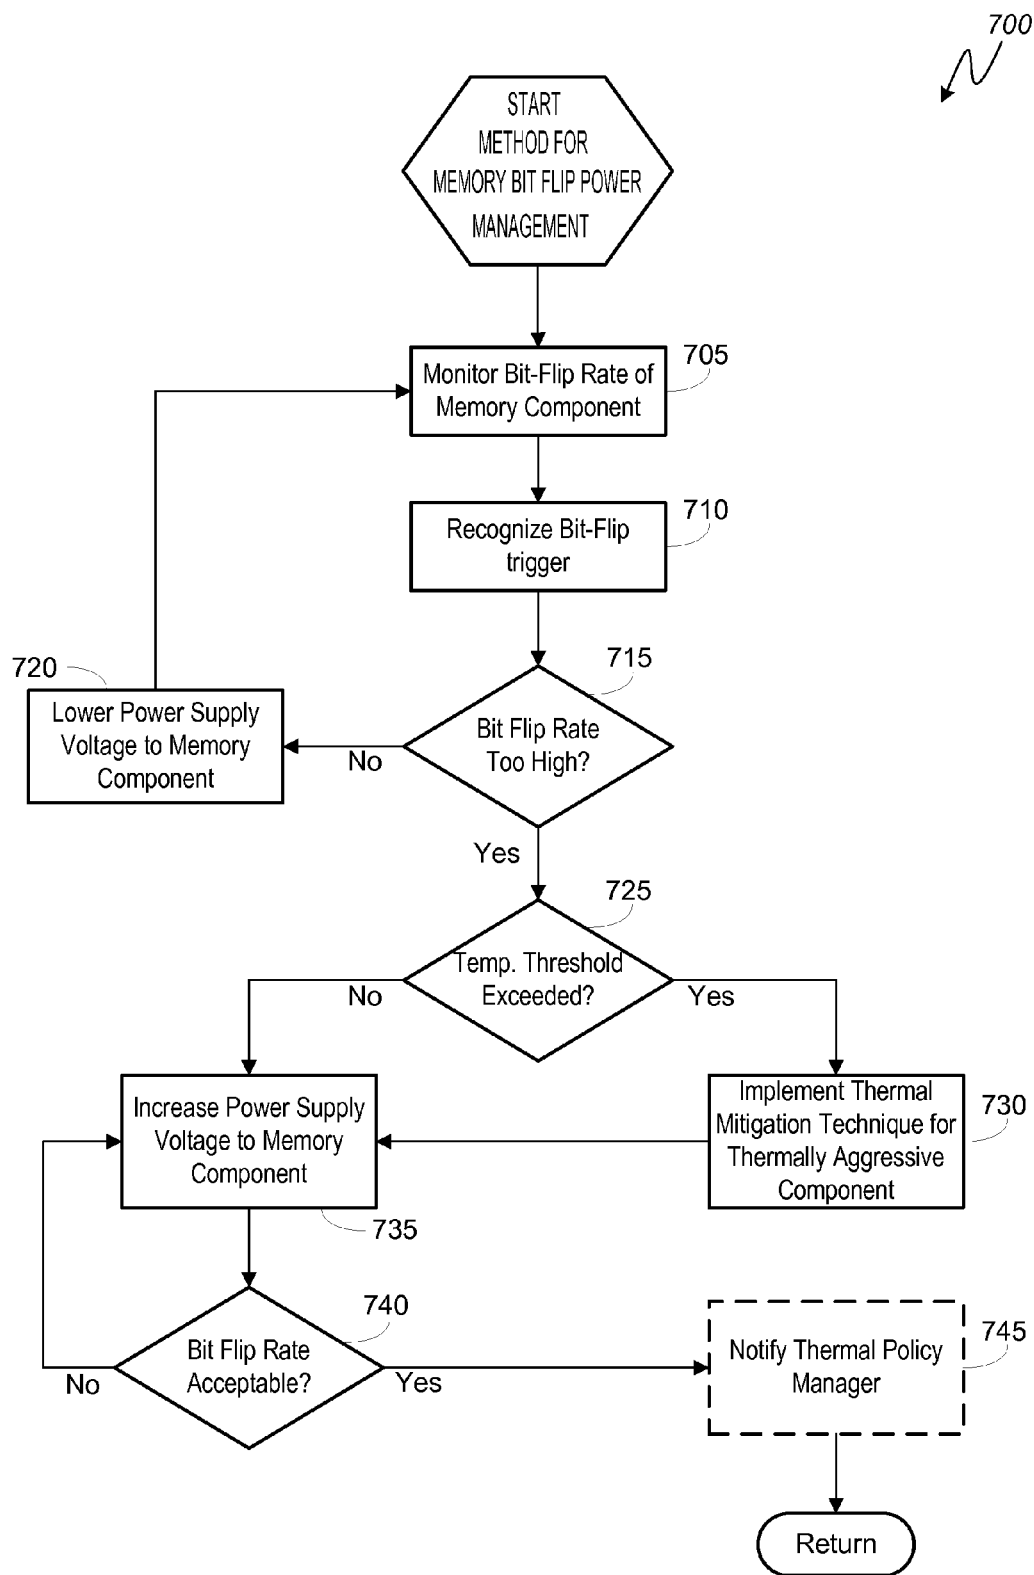 700
START
METHOD FOR
MEMORY BIT FLIP POWER
MANAGEMENT
705
Monitor Bit-Flip Rate of
Memory Component
710
Recognize Bit-Flip
trigger
715
Bit Flip Rate
Too High?
No
Yes
720
Lower Power Supply
Voltage to Memory
Component
725
Temp. Threshold
Exceeded?
No
Yes
Increase Power Supply
Voltage to Memory
Component
735
Implement Thermal
Mitigation Technique for
Thermally Aggressive
Component
730
740
Bit Flip Rate
Acceptable?
No
Yes
Notify Thermal Policy
Manager
745
Return